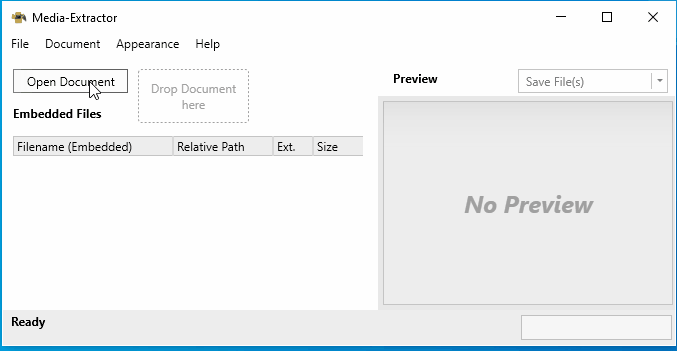 Media-Extractor
File Document Appearance Help
Open Document
Drop Document
here
Preview
Save File(s)
Embedded Files
Filename (Embedded) Relative Path Ext. Size
No Preview
Ready